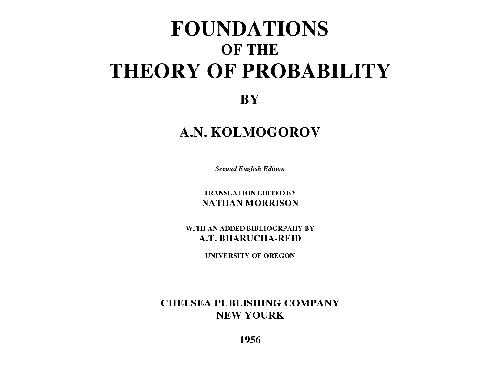 FOUNDATIONS
OF THE
THEORY OF PROBABILITY
BY
A.N. KOLMOGOROV
Second English Edition
TRANSLATION EDITED BY
NATHAN MORRISON
WITH AN ADDED BIBLIOGRPAHY BY
A.T. BHARUCHA-REID
UNIVERSITY OF OREGON
CHELSEA PUBLISHING COMPANY
NEW YOURK
1956